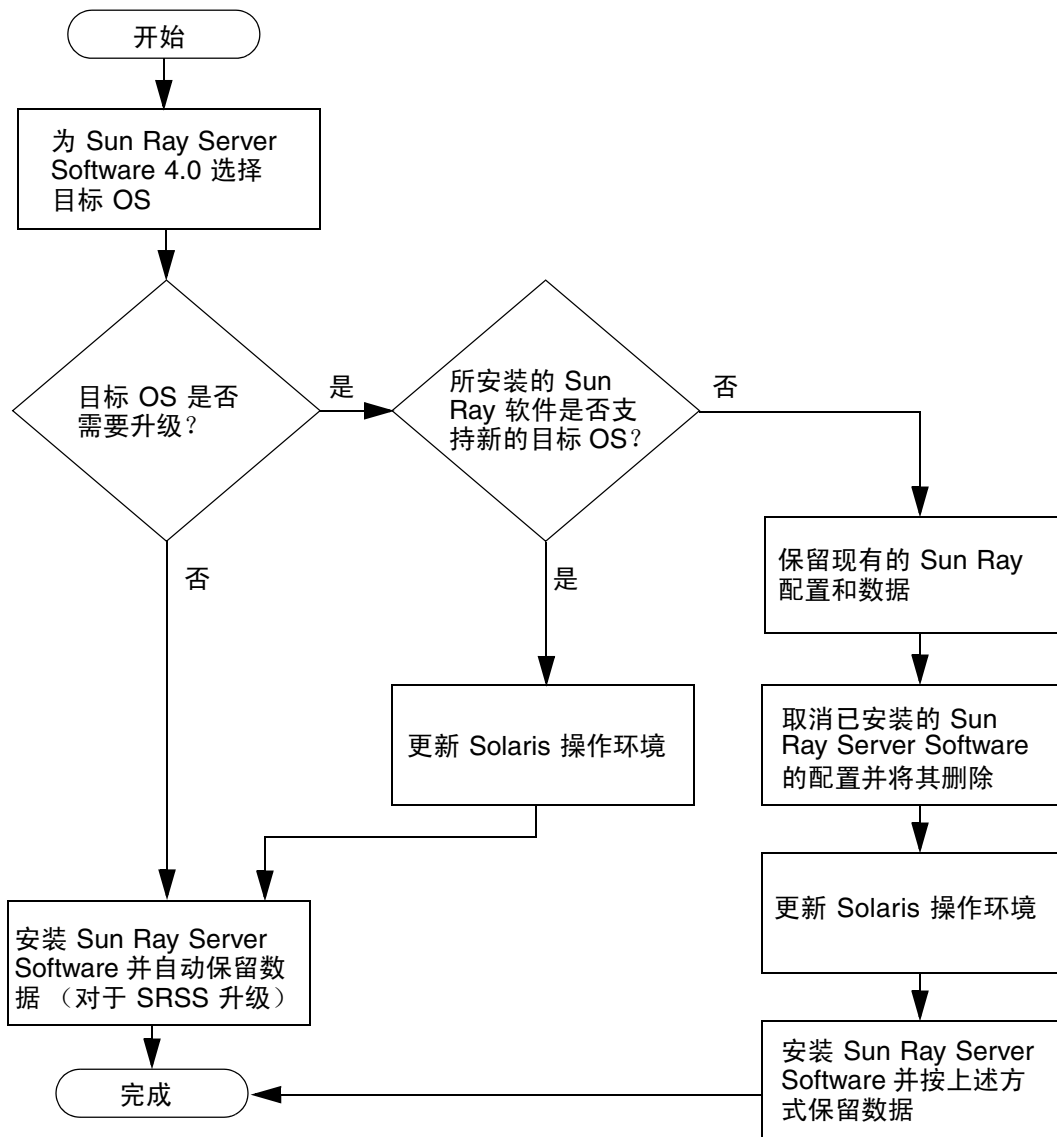 开始
为 Sun Ray Server
Software 4.0 选择
目标 OS
目标 OS 是否
需要升级？
是
所安装的 Sun
Ray 软件是否支
持新的目标 OS？
否
否
是
保留现有的 Sun Ray
配置和数据
更新 Solaris 操作环境
取消已安装的 Sun
Ray Server Software
的配置并将其删除
更新 Solaris 操作环境
安装 Sun Ray Server
Software 并自动保留数
据 （对于 SRSS 升级）
安装 Sun Ray Server
Software 并按上述方
式保留数据
完成